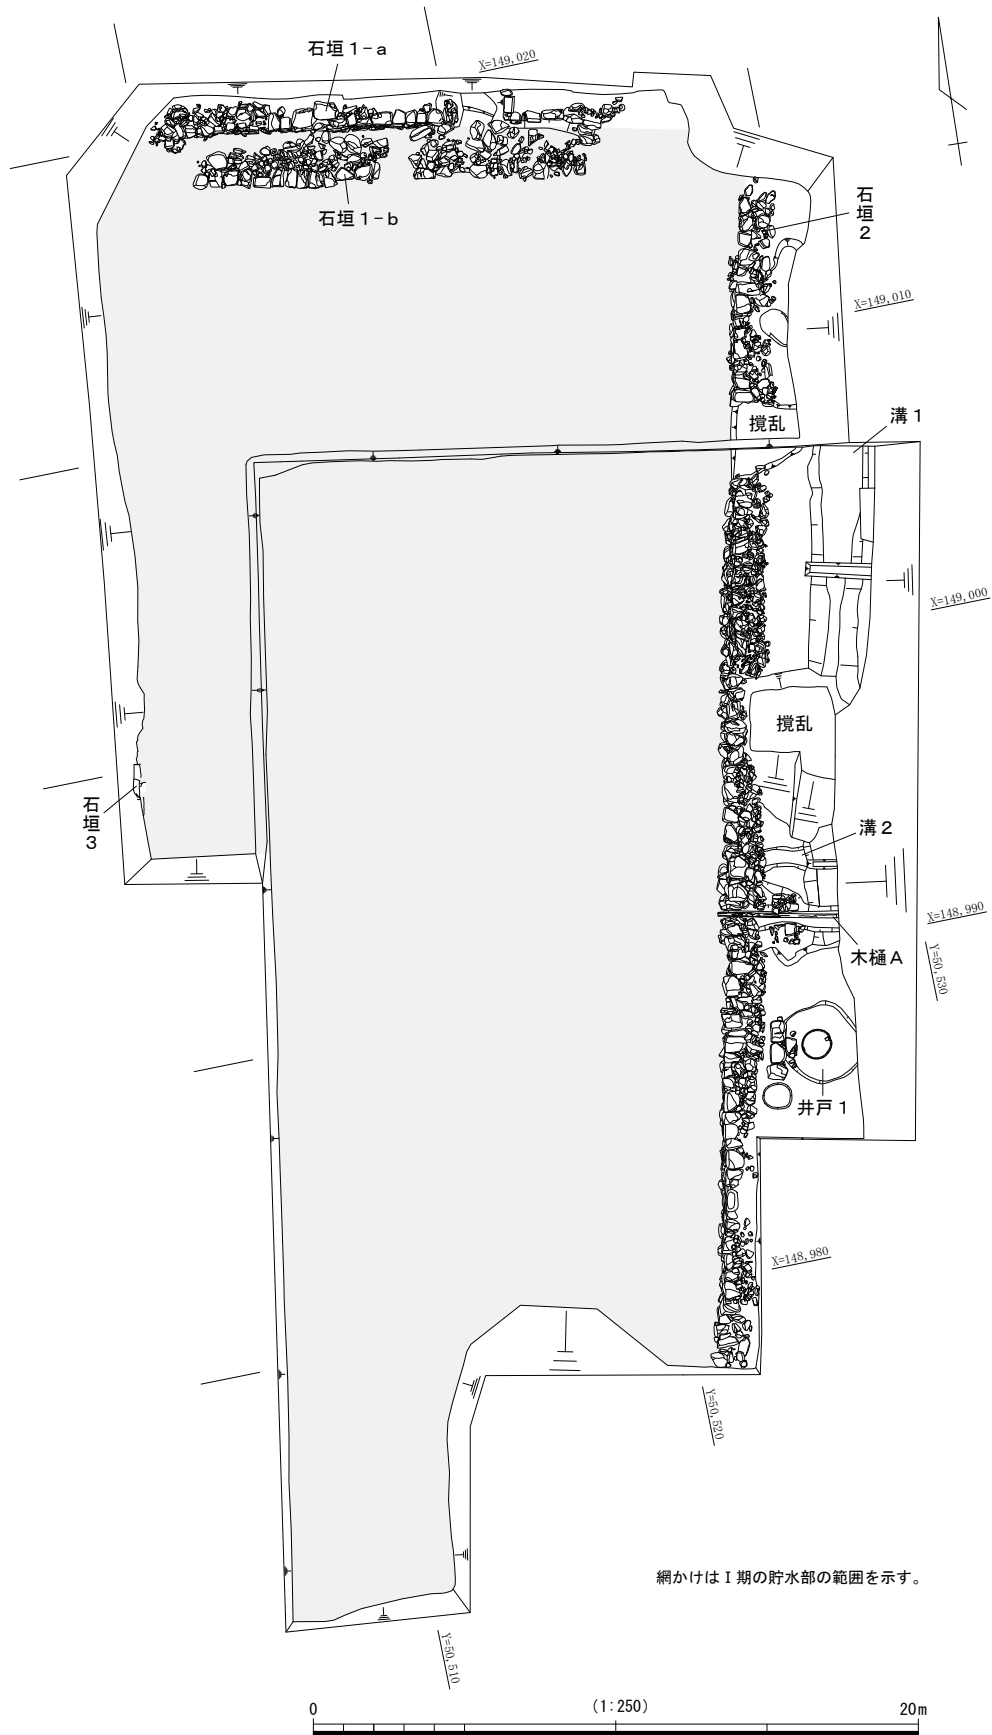 石垣1-a
X=149,020
石垣1-b
石垣2
X=149,010
撹乱
溝1
X=149,000
撹乱
石垣3
溝2
X=148,990
木樋A
Y=50,530
井戸1
X=148,980
Y=50,520
網かけはI期の貯水部の範囲を示す。
Y=50,510
0 (1:250) 20m